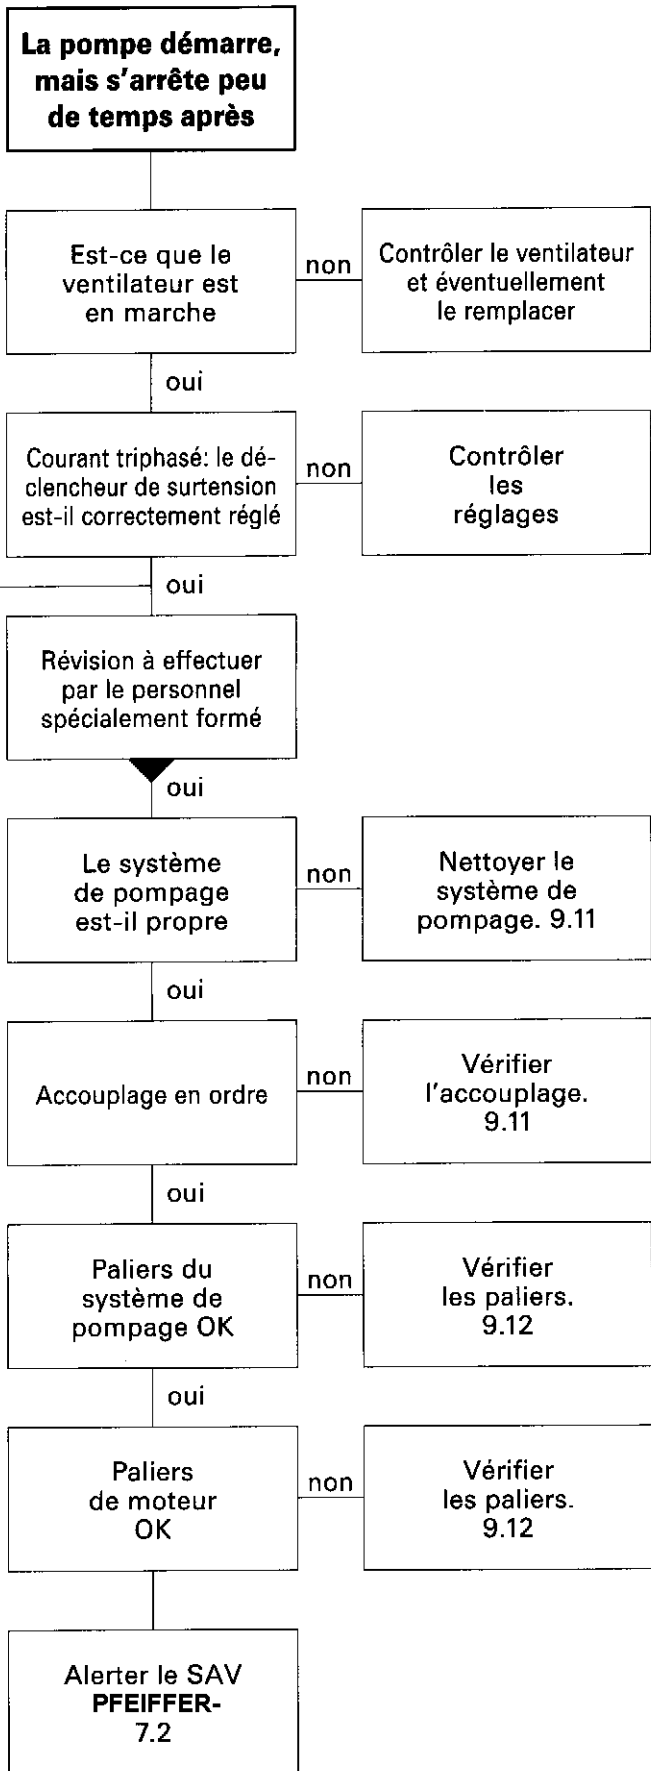 La pompe démarre,
mais s'arrête peu
de temps après
Est-ce que le
ventilateur est
en marche
non
Contrôler le ventilateur
et éventuellement
le remplacer
oui
Courant triphasé: le dé-
clencheur de surtension
est-il correctement réglé
non
Contrôler
les
réglages
oui
Révision à effectuer
par le personnel
spécialement formé
oui
Le système
de pompage
est-il propre
non
Nettoyer le
système de
pompage. 9.11
oui
Accouplage en ordre
non
Vérifier
l'accouplage.
9.11
oui
Paliers du
système de
pompage OK
non
Vérifier
les paliers.
9.12
oui
Paliers
de moteur
OK
non
Vérifier
les paliers.
9.12
Alerter le SAV
PFEIFFER-
7.2